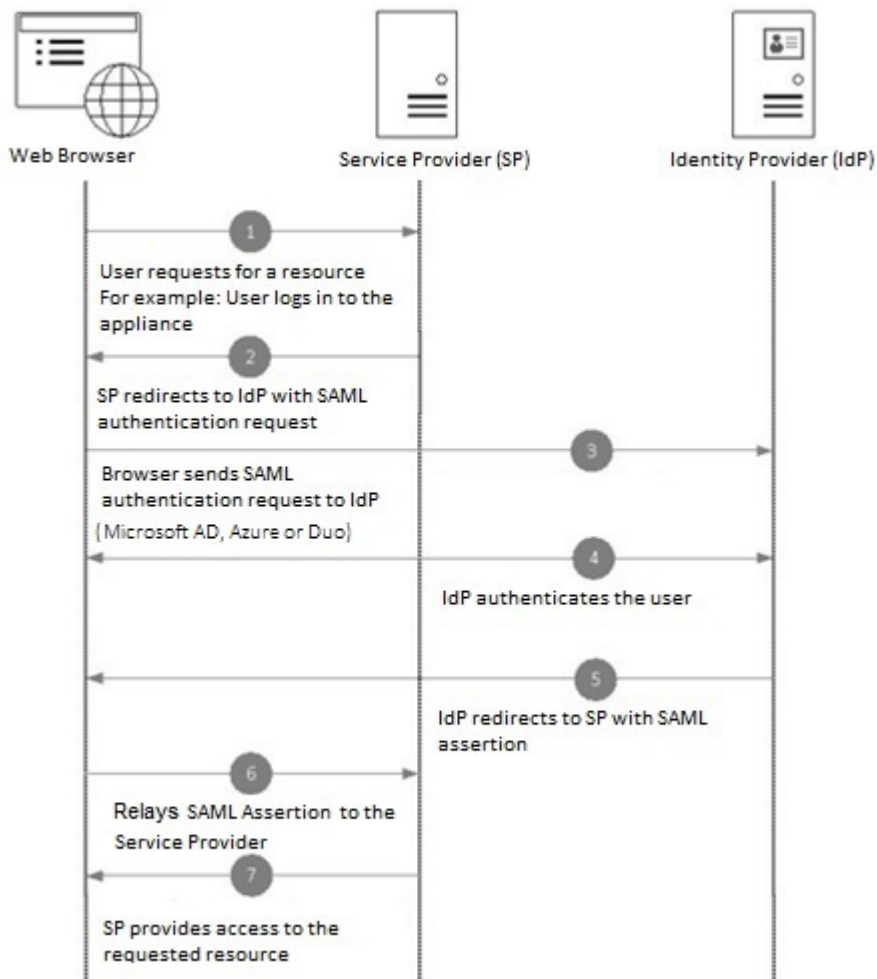 Web Browser
Service Provider (SP)
Identity Provider (IdP)
1
User requests for a resource
For example: User logs in to the
appliance
2
SP redirects to IdP with SAML
authentication request
3
Browser sends SAML
authentication request to IdP
(Microsoft AD, Azure or Duo)
4
IdP authenticates the user
5
IdP redirects to SP with SAML
assertion
6
Relays SAML Assertion to the
Service Provider
7
SP provides access to the
requested resource